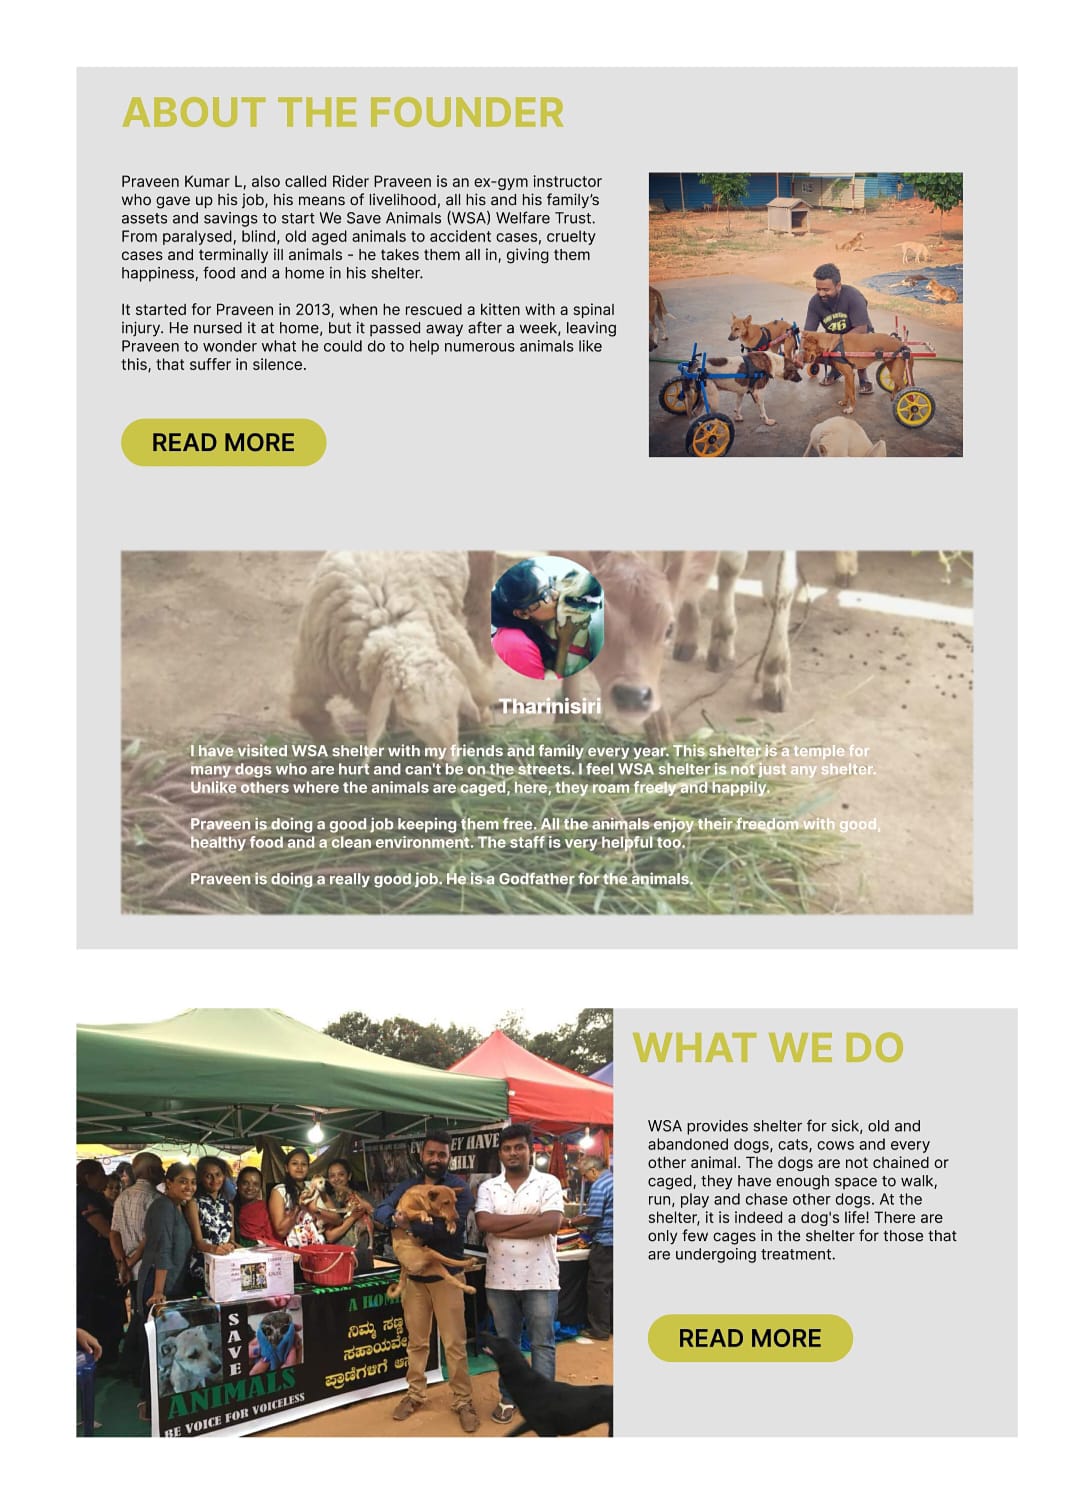 ABOUT THE FOUNDER
Praveen Kumar L, also called Rider Praveen is an ex-gym instructor
who gave up his job, his means of livelihood, all his and his family’s
assets and savings to start We Save Animals (WSA) Welfare Trust.
From paralysed, blind, old aged animals to accident cases, cruelty
cases and terminally ill animals - he takes them all in, giving them
happiness, food and a home in his shelter.
It started for Praveen in 2013, when he rescued a kitten with a spinal
injury. He nursed it at home, but it passed away after a week, leaving
Praveen to wonder what he could do to help numerous animals like
this, that suffer in silence.
46
READ MORE
Tharinisiri
I have visited WSA shelter with my friends and family every year. This shelter is a temple for
many dogs who are hurt and can't be on the streets. I feel WSA shelter is not just any shelter.
Unlike others where the animals are caged, here, they roam freely and happily.
Praveen is doing a good job keeping them free. All the animals enjoy their freedom with good,
healthy food and a clean environment. The staff is very helpful too.
Praveen is doing a really good job. He is a Godfather for the animals.
WHAT WE DO
WSA provides shelter for sick, old and
abandoned dogs, cats, cows and every
other animal. The dogs are not chained or
caged, they have enough space to walk,
run, play and chase other dogs. At the
shelter, it is indeed a dog's life! There are
only few cages in the shelter for those that
are undergoing treatment.
READ MORE
HAVE
A
ನಿಮ್ಮ
SAVE
ANIMALS
BE VOICE FOR VOICELESS